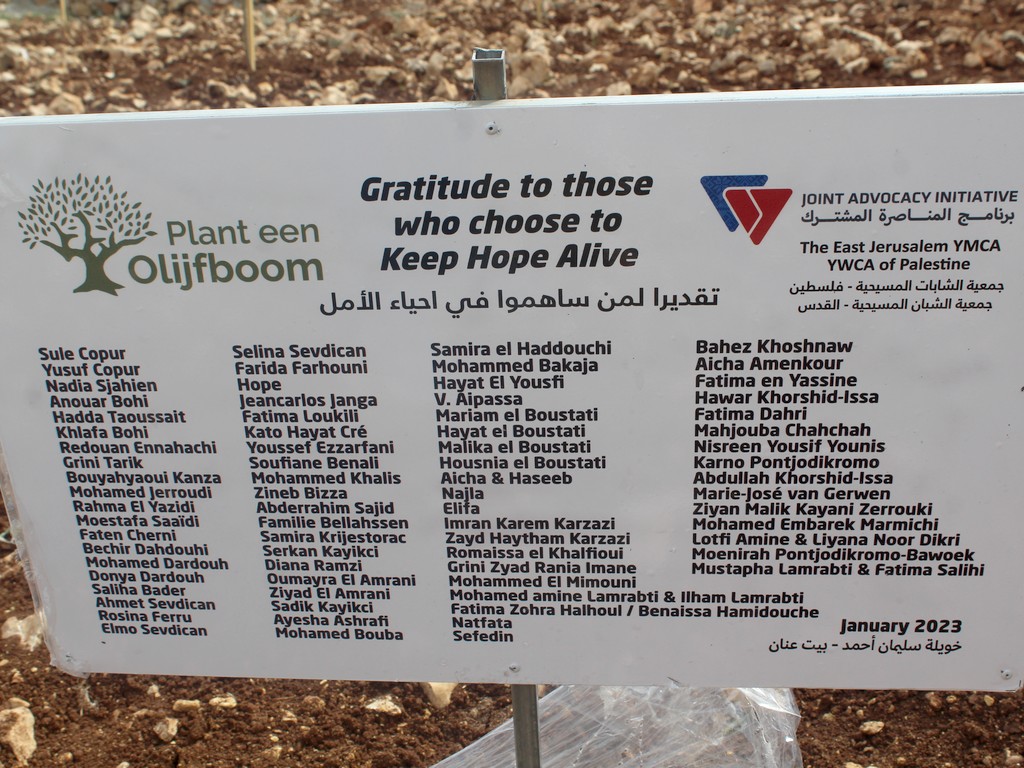 Plant een
Olijfboom
Gratitude to those
who choose to
Keep Hope Alive
تقديرا لمن ساهموا في احياء الأمل
JOINT ADVOCACY INITIATIVE
برنامج المناصرة المشترك
The East Jerusalem YMCA
YWCA of Palestine
جمعية الشابات المسيحية - فلسطين
جمعية الشبان المسيحية - القدس
Sule Copur
Yusuf Copur
Nadia Sjahien
Anouar Bohi
Hadda Taoussait
Khlafa Bohi
Redouan Ennahachi
Grini Tarik
Bouyahyaoui Kanza
Mohamed Jerroudi
Rahma El Yazidi
Moestafa Saaïdi
Faten Cherni
Bechir Dahdouhi
Mohamed Dardouh
Donya Dardouh
Saliha Bader
Ahmet Sevdican
Rosina Ferru
Elmo Sevdican
Selina Sevdican
Farida Farhouni
Hope
Jeancarlos Janga
Fatima Loukili
Kato Hayat Cré
Youssef Ezzarfani
Soufiane Benali
Mohammed Khalis
Zineb Bizza
Abderrahim Sajid
Familie Bellahssen
Samira Krijestorac
Serkan Kayikci
Diana Ramzi
Oumayra El Amrani
Ziyad El Amrani
Sadik Kayikci
Ayesha Ashrafi
Mohamed Bouba
Samira el Haddouchi
Mohammed Bakaja
Hayat El Yousfi
V. Aipassa
Mariam el Boustati
Hayat el Boustati
Malika el Boustati
Housnia el Boustati
Aicha & Haseeb
Najla
Elifa
Imran Karem Karzazi
Zayd Haytham Karzazi
Romaissa el Khalfioui
Grini Zyad Rania Imane
Mohammed El Mimouni
Mohamed amine Lamrabti & Ilham Lamrabti
Fatima Zohra Halhoul / Benaissa Hamidouche
Natfata
Sefedin
Bahez Khoshnaw
Aicha Amenkour
Fatima en Yassine
Hawar Khorshid-Issa
Fatima Dahri
Mahjouba Chahchah
Nisreen Yousif Younis
Karno Pontjodikromo
Abdullah Khorshid-Issa
Marie-José van Gerwen
Ziyan Malik Kayani Zerrouki
Mohamed Embarek Marmichi
Lotfi Amine & Liyana Noor Dikri
Moenirah Pontjodikromo-Bawoek
Mustapha Lamrabti & Fatima Salihi
January 2023
خويلة سليمان أحمد - بيت عنان